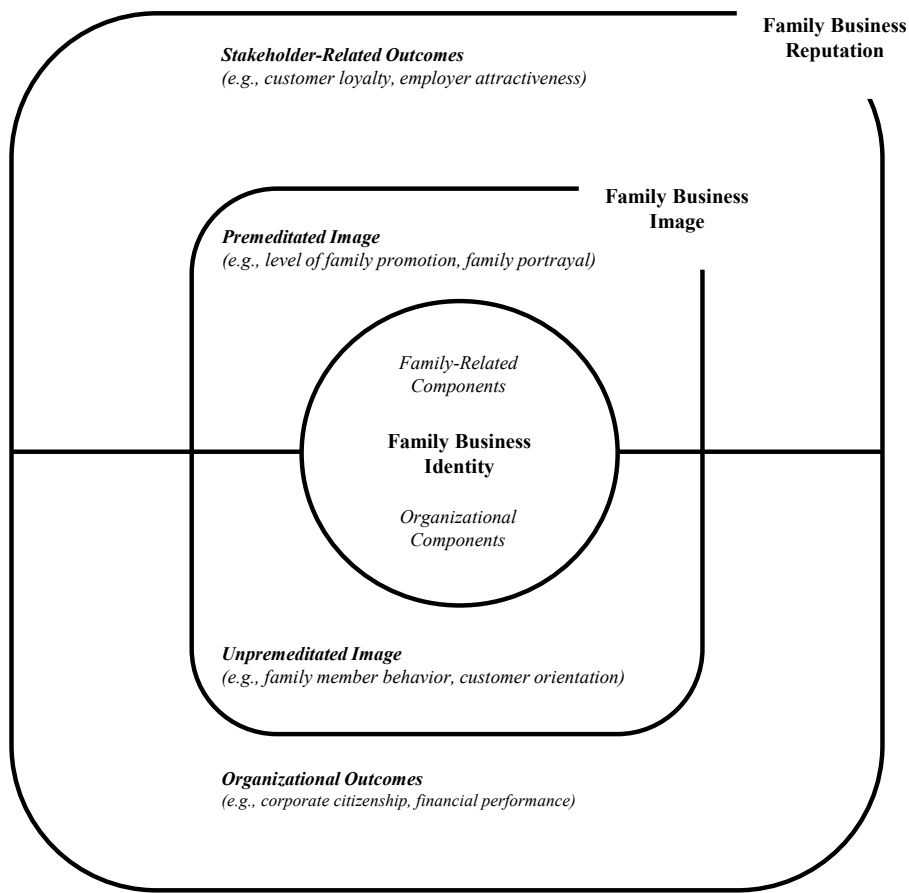 Family Business
Reputation
Stakeholder-Related Outcomes
(e.g., customer loyalty, employer attractiveness)
Family Business
Image
Premeditated Image
(e.g., level of family promotion, family portrayal)
Family-Related
Components
Family Business
Identity
Organizational
Components
Unpremeditated Image
(e.g., family member behavior, customer orientation)
Organizational Outcomes
(e.g., corporate citizenship, financial performance)